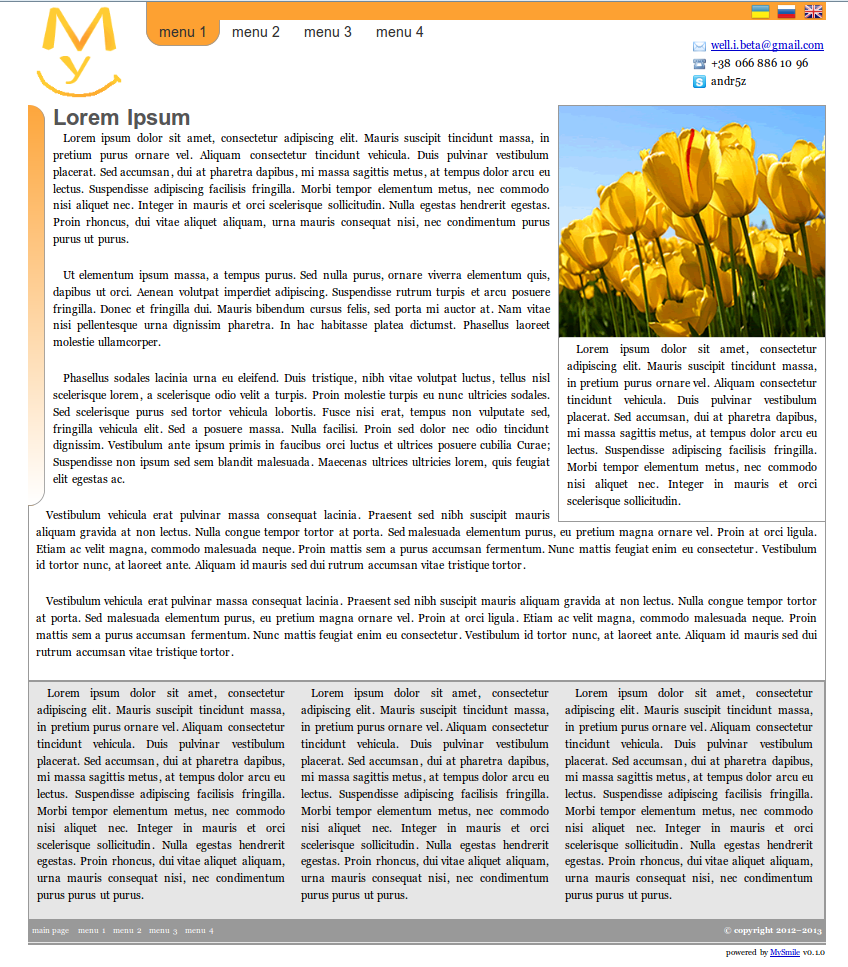 My
menu 1 menu 2 menu 3 menu 4
well.i.beta@gmail.com
+38 066 886 10 96
andr5z
Lorem Ipsum
Lorem ipsum dolor sit amet, consectetur adipiscing elit. Mauris suscipit tincidunt massa, in
pretium purus ornare vel. Aliquam consectetur tincidunt vehicula. Duis pulvinar vestibulum
placerat. Sed accumsan, dui at pharetra dapibus, mi massa sagittis metus, at tempus dolor arcu eu
lectus. Suspendisse adipiscing facilisis fringilla. Morbi tempor elementum metus, nec commodo
nisi aliquet nec. Integer in mauris et orci scelerisque sollicitudin. Nulla egestas hendrerit egestas.
Proin rhoncus, dui vitae aliquet aliquam, urna mauris consequat nisi, nec condimentum purus
purus ut purus.
Ut elementum ipsum massa, a tempus purus. Sed nulla purus, ornare viverra elementum quis,
dapibus ut orci. Aenean volutpat imperdiet adipiscing. Suspendisse rutrum turpis et arcu posuere
fringilla. Donec et fringilla dui. Mauris bibendum cursus felis, sed porta mi auctor at. Nam vitae
nisi pellentesque urna dignissim pharetra. In hac habitasse platea dictumst. Phasellus laoreet
molestie ullamcorper.
Phasellus sodales lacinia urna eu eleifend. Duis tristique, nibh vitae volutpat luctus, tellus nisl
scelerisque lorem, a scelerisque odio velit a turpis. Proin molestie turpis eu nunc ultricies sodales.
Sed scelerisque purus sed tortor vehicula lobortis. Fusce nisi erat, tempus non vulputate sed,
fringilla vehicula elit. Sed a posuere massa. Nulla facilisi. Proin sed dolor nec odio tincidunt
dignissim. Vestibulum ante ipsum primis in faucibus orci luctus et ultrices posuere cubilia Curae;
Suspendisse non ipsum sed sem blandit malesuada. Maecenas ultrices ultricies lorem, quis feugiat
elit egestas ac.
Lorem ipsum dolor sit amet, consectetur
adipiscing elit. Mauris suscipit tincidunt massa,
in pretium purus ornare vel. Aliquam consectetur
tincidunt vehicula. Duis pulvinar vestibulum
placerat. Sed accumsan, dui at pharetra dapibus,
mi massa sagittis metus, at tempus dolor arcu eu
lectus. Suspendisse adipiscing facilisis fringilla.
Morbi tempor elementum metus, nec commodo
nisi aliquet nec. Integer in mauris et orci
scelerisque sollicitudin.
Vestibulum vehicula erat pulvinar massa consequat lacinia. Praesent sed nibh suscipit mauris
aliquam gravida at non lectus. Nulla congue tempor tortor at porta. Sed malesuada elementum purus, eu pretium magna ornare vel. Proin at orci ligula.
Etiam ac velit magna, commodo malesuada neque. Proin mattis sem a purus accumsan fermentum. Nunc mattis feugiat enim eu consectetur. Vestibulum
id tortor nunc, at laoreet ante. Aliquam id mauris sed dui rutrum accumsan vitae tristique tortor.
Vestibulum vehicula erat pulvinar massa consequat lacinia. Praesent sed nibh suscipit mauris aliquam gravida at non lectus. Nulla congue tempor tortor
at porta. Sed malesuada elementum purus, eu pretium magna ornare vel. Proin at orci ligula. Etiam ac velit magna, commodo malesuada neque. Proin
mattis sem a purus accumsan fermentum. Nunc mattis feugiat enim eu consectetur. Vestibulum id tortor nunc, at laoreet ante. Aliquam id mauris sed dui
rutrum accumsan vitae tristique tortor.
Lorem ipsum dolor sit amet, consectetur
adipiscing elit. Mauris suscipit tincidunt massa,
in pretium purus ornare vel. Aliquam consectetur
tincidunt vehicula. Duis pulvinar vestibulum
placerat. Sed accumsan, dui at pharetra dapibus,
mi massa sagittis metus, at tempus dolor arcu eu
lectus. Suspendisse adipiscing facilisis fringilla.
Morbi tempor elementum metus, nec commodo
nisi aliquet nec. Integer in mauris et orci
scelerisque sollicitudin. Nulla egestas hendrerit
egestas. Proin rhoncus, dui vitae aliquet aliquam,
urna mauris consequat nisi, nec condimentum
purus purus ut purus.
Lorem ipsum dolor sit amet, consectetur
adipiscing elit. Mauris suscipit tincidunt massa,
in pretium purus ornare vel. Aliquam consectetur
tincidunt vehicula. Duis pulvinar vestibulum
placerat. Sed accumsan, dui at pharetra dapibus,
mi massa sagittis metus, at tempus dolor arcu eu
lectus. Suspendisse adipiscing facilisis fringilla.
Morbi tempor elementum metus, nec commodo
nisi aliquet nec. Integer in mauris et orci
scelerisque sollicitudin. Nulla egestas hendrerit
egestas. Proin rhoncus, dui vitae aliquet aliquam,
urna mauris consequat nisi, nec condimentum
purus purus ut purus.
Lorem ipsum dolor sit amet, consectetur
adipiscing elit. Mauris suscipit tincidunt massa,
in pretium purus ornare vel. Aliquam consectetur
tincidunt vehicula. Duis pulvinar vestibulum
placerat. Sed accumsan, dui at pharetra dapibus,
mi massa sagittis metus, at tempus dolor arcu eu
lectus. Suspendisse adipiscing facilisis fringilla.
Morbi tempor elementum metus, nec commodo
nisi aliquet nec. Integer in mauris et orci
scelerisque sollicitudin. Nulla egestas hendrerit
egestas. Proin rhoncus, dui vitae aliquet aliquam,
urna mauris consequat nisi, nec condimentum
purus purus ut purus.
main page menu 1 menu 2 menu 3 menu 4
© copyright 2012–2013
powered by MySmile v0.1.0